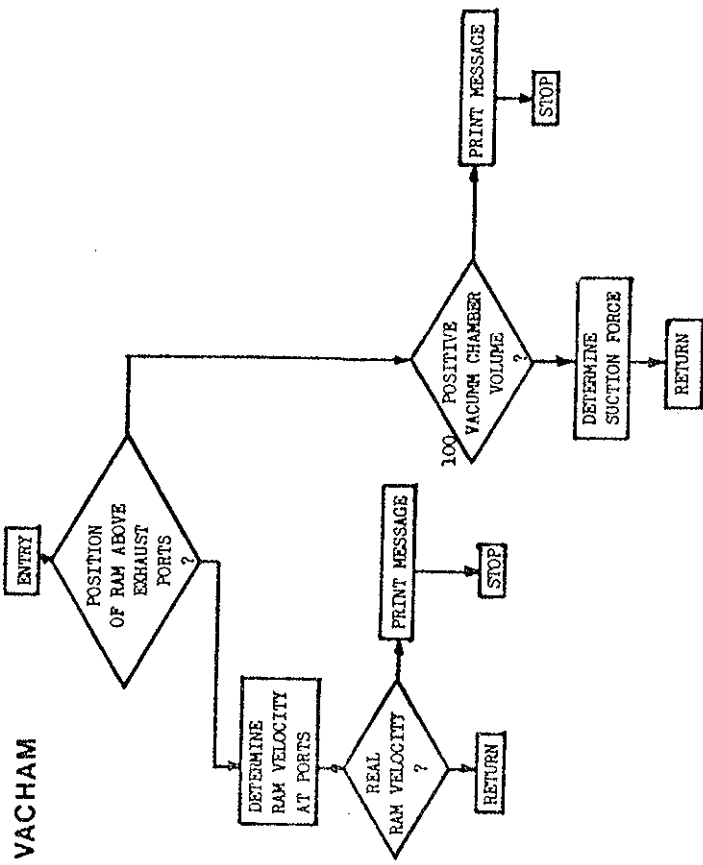 VACHAM
ENTRY
POSITION
OF RAM ABOVE
EXHAUST
PORTS
?
DETERMINE
RAM VELOCITY
AT PORTS
REAL
RAM VELOCITY
?
PRINT MESSAGE
STOP
RETURN
100
POSITIVE
VACUMM CHAMBER
VOLUME
?
PRINT MESSAGE
STOP
DETERMINE
SUCTION FORCE
RETURN